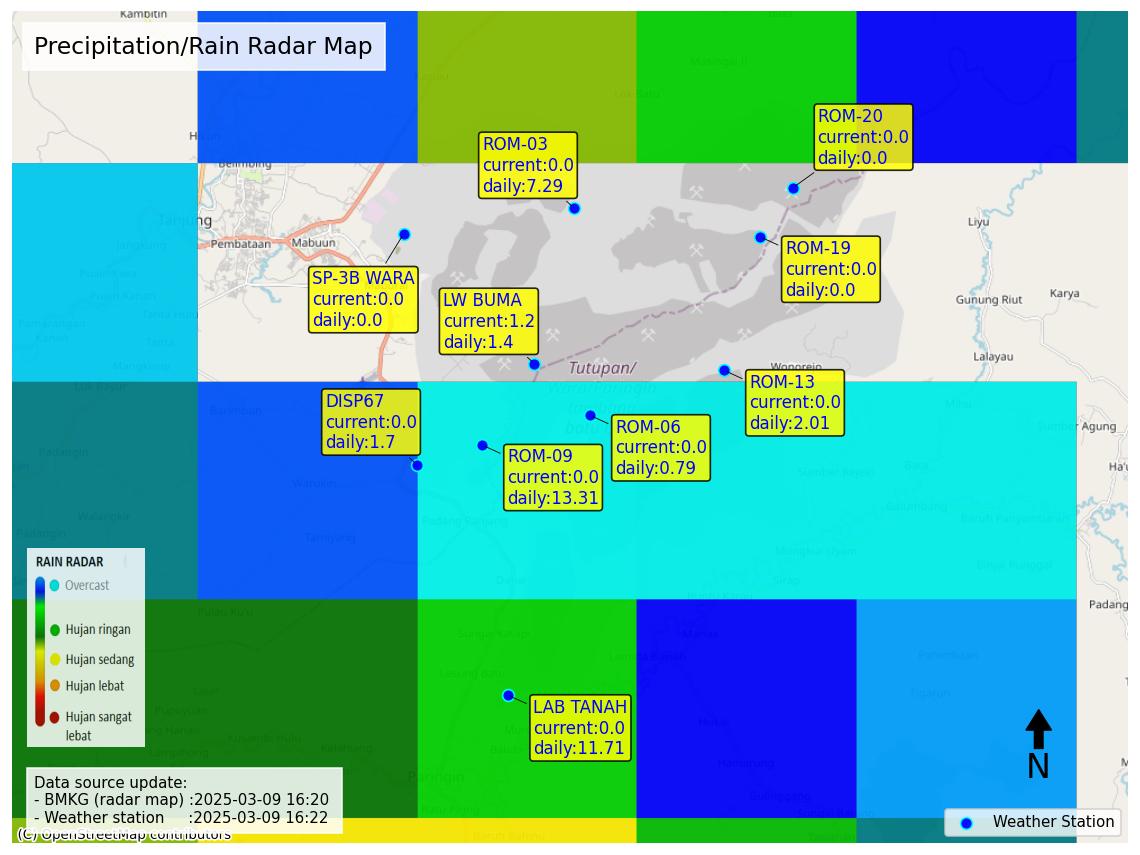 Kambitin
Precipitation/Rain Radar Map
Belimbing
ROM-20
current:0.0
daily:0.0
ROM-03
current:0.0
daily:7.29
Tanjung
Pembataan
Mabuun
Liyu
ROM-19
current:0.0
daily:0.0
SP-3B WARA
current:0.0
daily:0.0
LW BUMA
current:1.2
daily:1.4
Gunung Riut
Karya
Lalayau
Tutupan/
Wara/Paringin
Wonorejo
ROM-13
current:0.0
daily:2.01
DISP67
current:0.0
daily:1.7
ROM-06
current:0.0
daily:0.79
Sumber Agung
ROM-09
current:0.0
daily:13.31
RAIN RADAR
Overcast
Hujan ringan
Hujan sedang
Hujan lebat
Hujan sangat
lebat
Padang
LAB TANAH
current:0.0
daily:11.71
N
Paringin
Data source update:
- BMKG (radar map) :2025-03-09 16:20
- Weather station :2025-03-09 16:22
(C) OpenStreetMap contributors
Weather Station